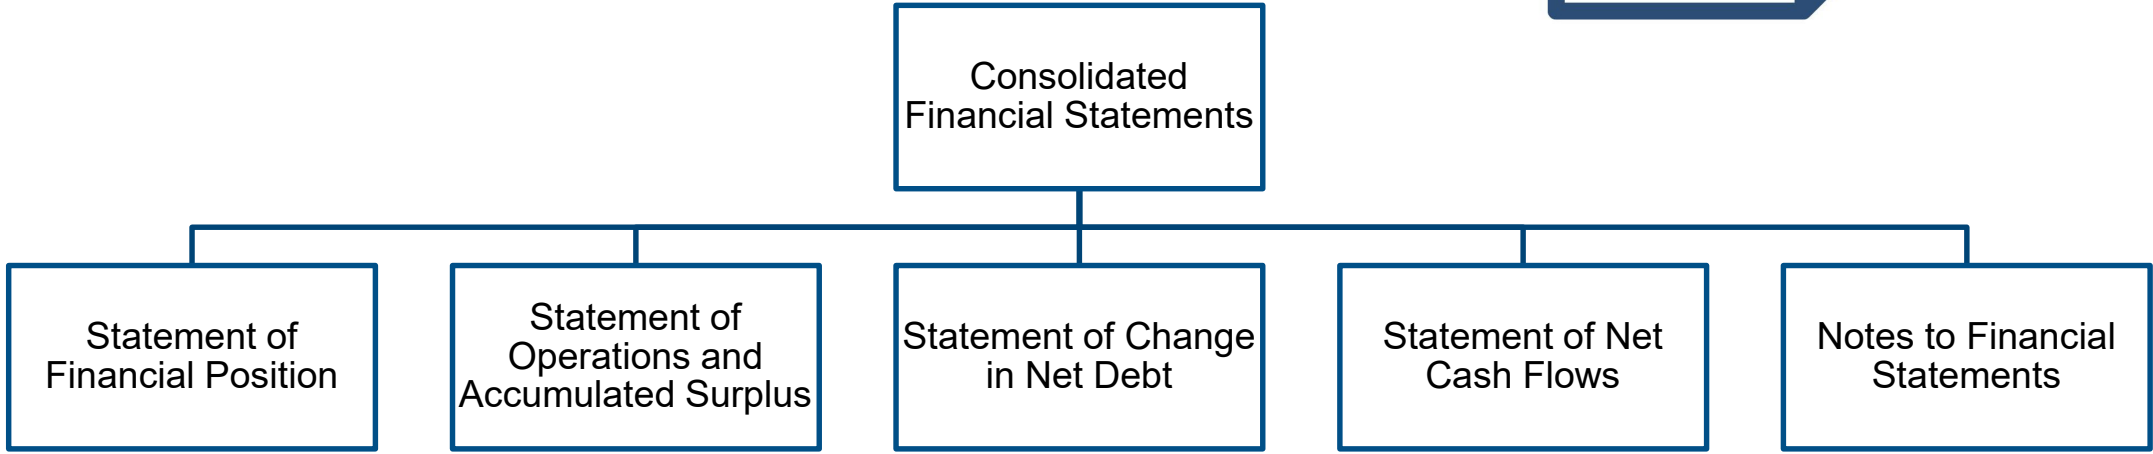 Consolidated
Financial Statements
Statement of
Financial Position
Statement of
Operations and
Accumulated Surplus
Statement of Change
in Net Debt
Statement of Net
Cash Flows
Notes to Financial
Statements